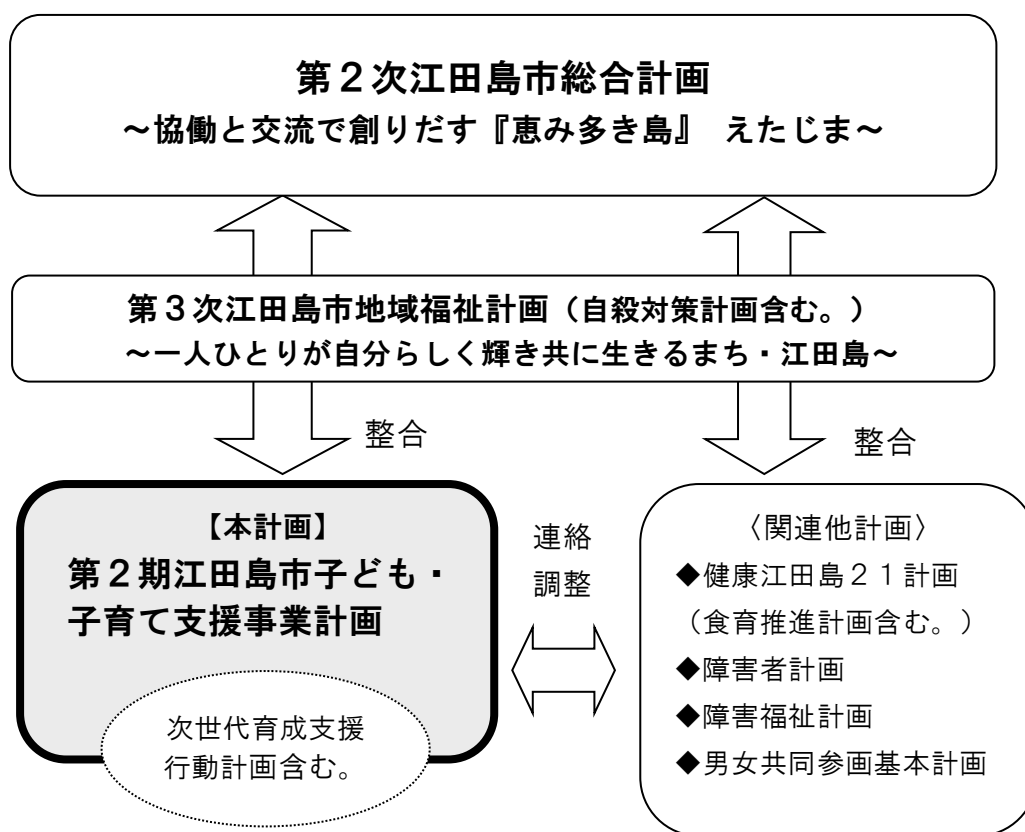 第２次江田島市総合計画
～協働と交流で創りだす『恵み多き島』 えたじま～
第３次江田島市地域福祉計画（自殺対策計画含む。）
～一人ひとりが自分らしく輝き共に生きるまち・江田島～
整合
整合
【本計画】
第２期江田島市子ども・
子育て支援事業計画
次世代育成支援
行動計画含む。
連絡
調整
〈関連他計画〉
◆健康江田島２１計画
（食育推進計画含む。）
◆障害者計画
◆障害福祉計画
◆男女共同参画基本計画